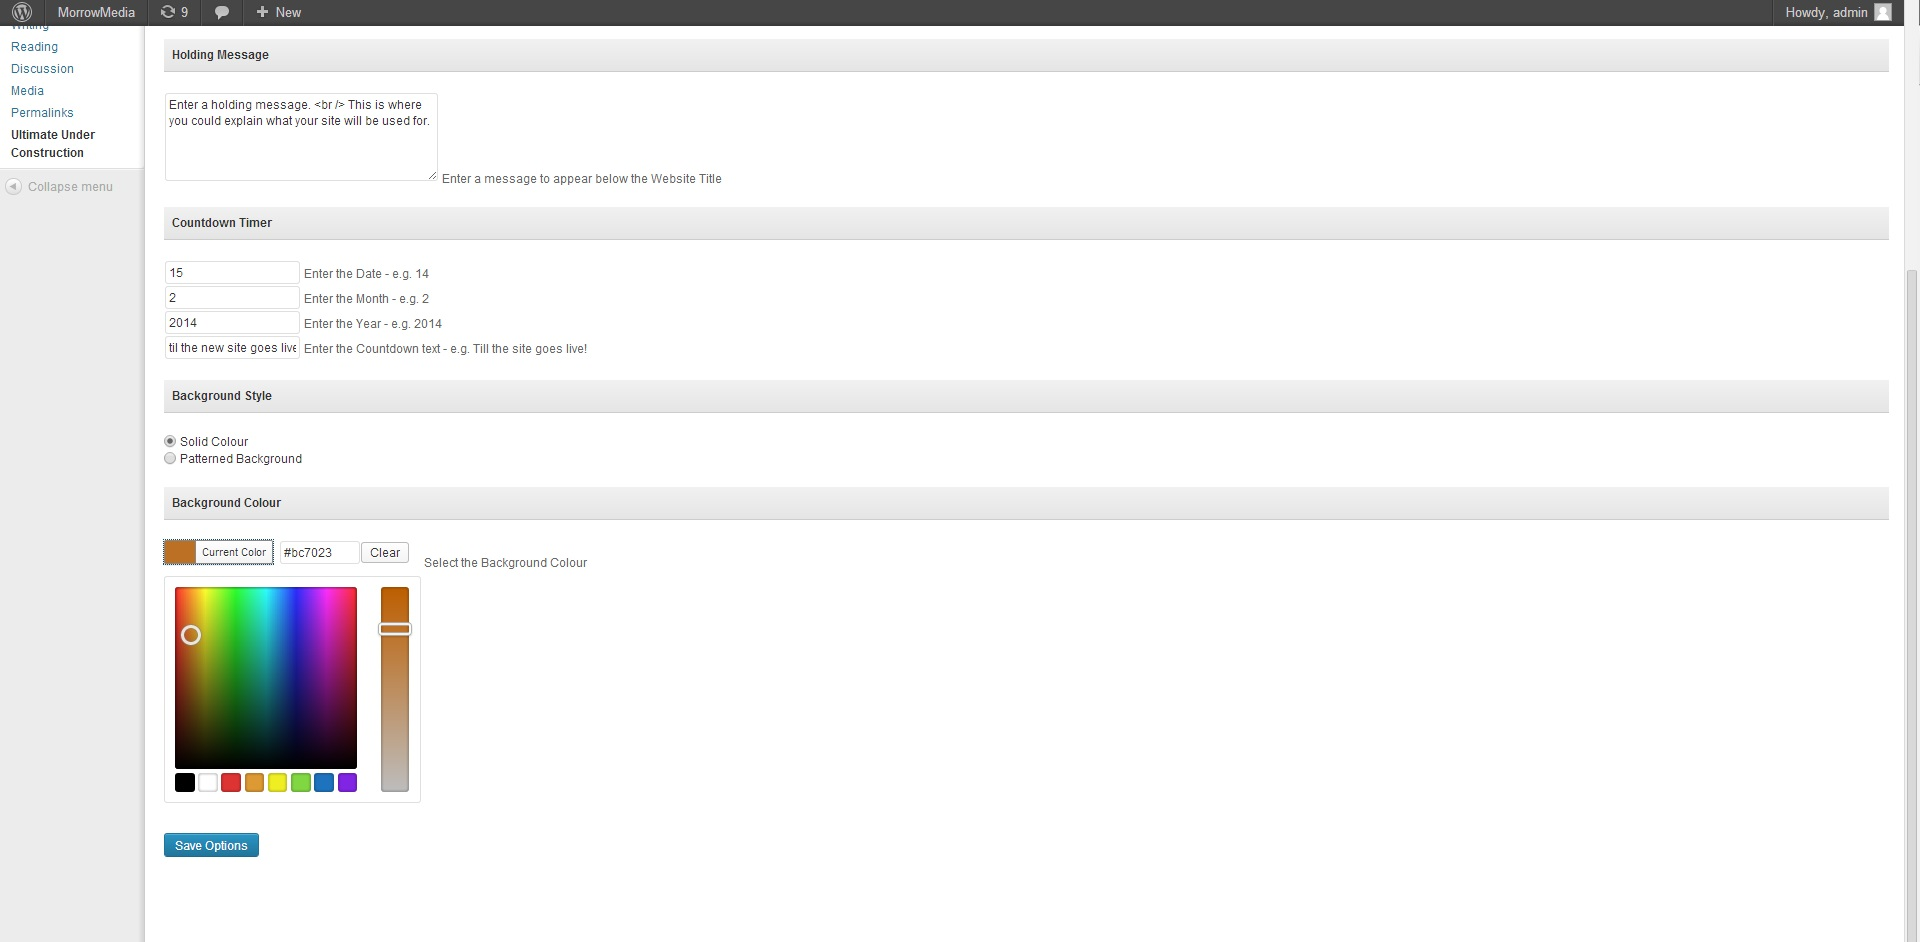 MorrowMedia 9 New Howdy, admin
Writing
Reading
Discussion
Media
Permalinks
Ultimate Under
Construction
Collapse menu
Holding Message
Enter a holding message. <br /> This is where
you could explain what your site will be used for.
Enter a message to appear below the Website Title
Countdown Timer
15 Enter the Date - e.g. 14
2 Enter the Month - e.g. 2
2014 Enter the Year - e.g. 2014
til the new site goes live Enter the Countdown text - e.g. Till the site goes live!
Background Style
Solid Colour
Patterned Background
Background Colour
Current Color #bc7023 Clear
Select the Background Colour
Save Options